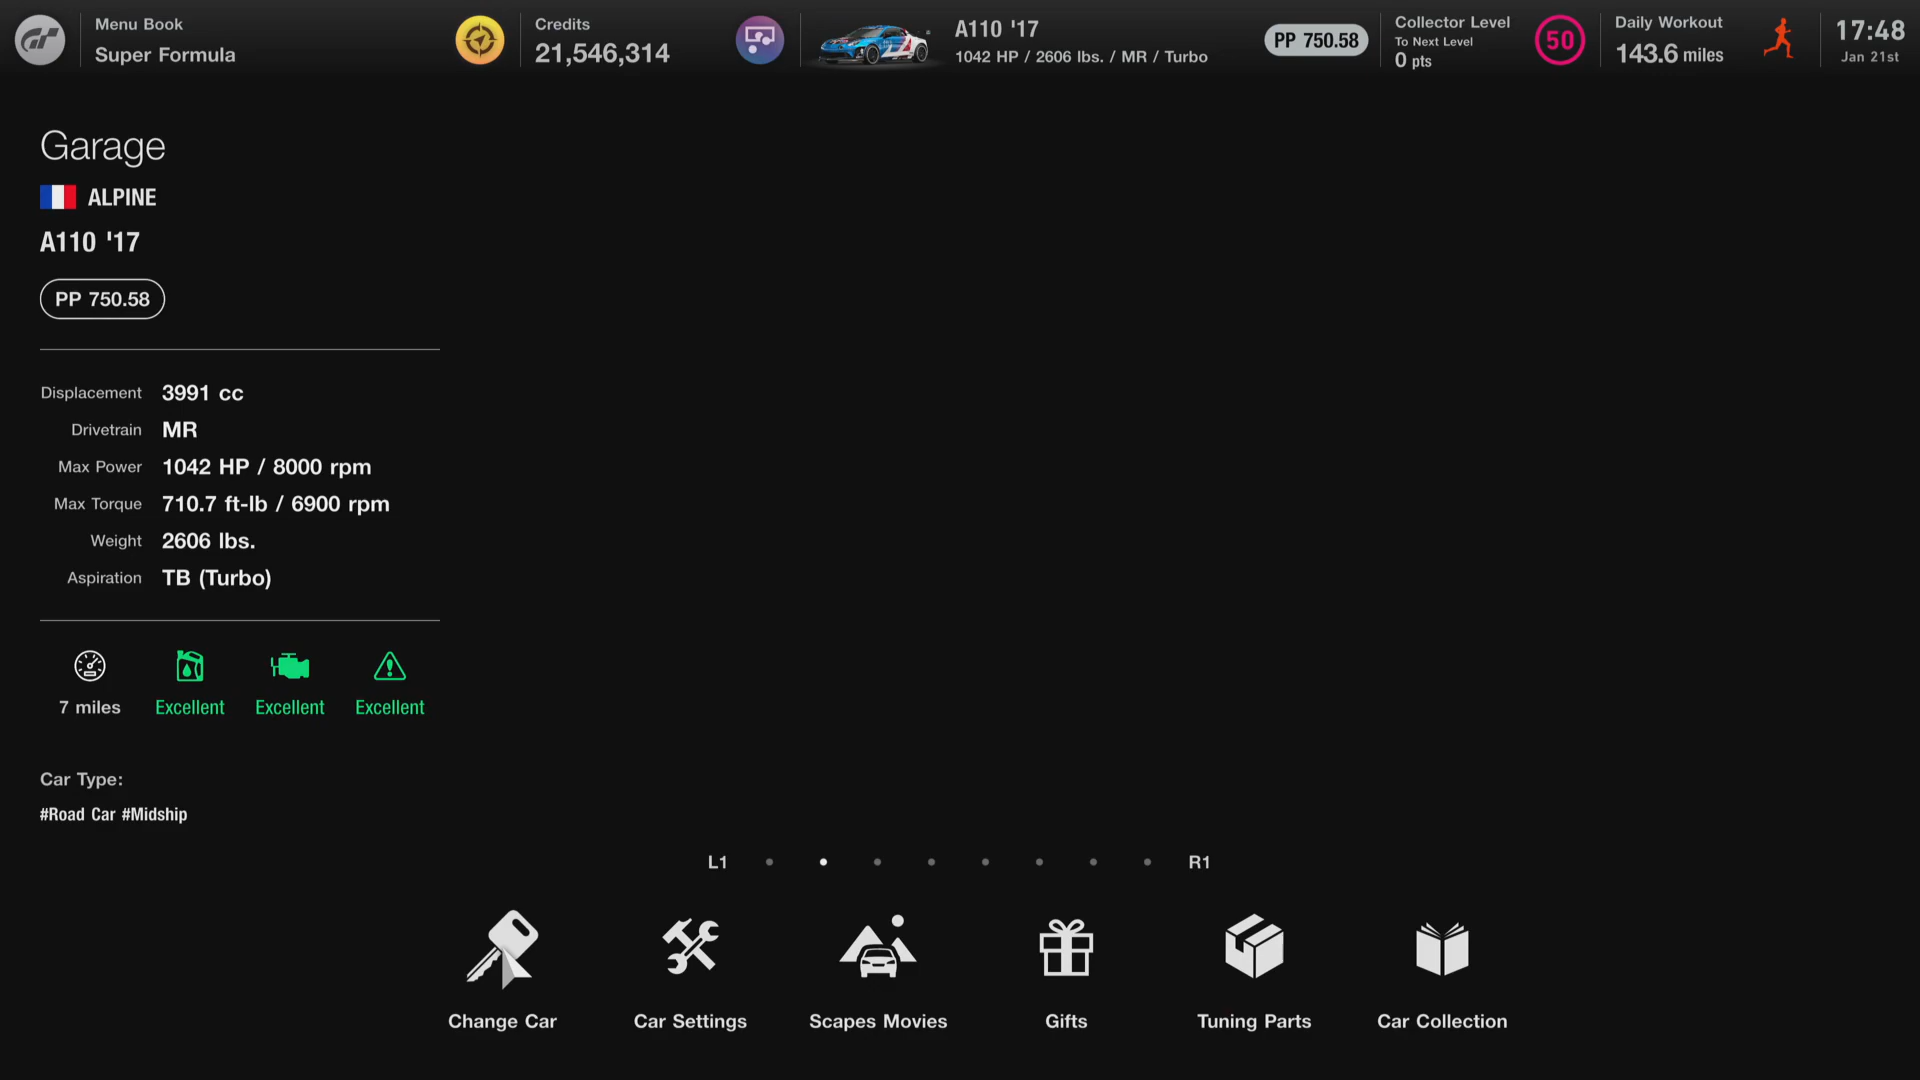 Menu Book
Super Formula
Credits
21,546,314
A110 '17
1042 HP / 2606 lbs. / MR / Turbo
PP 750.58
Collector Level
To Next Level
0 pts
50
Daily Workout
143.6 miles
17:48
Jan 21st
Garage
ALPINE
A110 '17
PP 750.58
Displacement 3991 cc
Drivetrain MR
Max Power 1042 HP / 8000 rpm
Max Torque 710.7 ft-lb / 6900 rpm
Weight 2606 lbs.
Aspiration TB (Turbo)
7 miles Excellent Excellent Excellent
Car Type:
#Road Car #Midship
L1 R1
Change Car Car Settings Scapes Movies Gifts Tuning Parts Car Collection